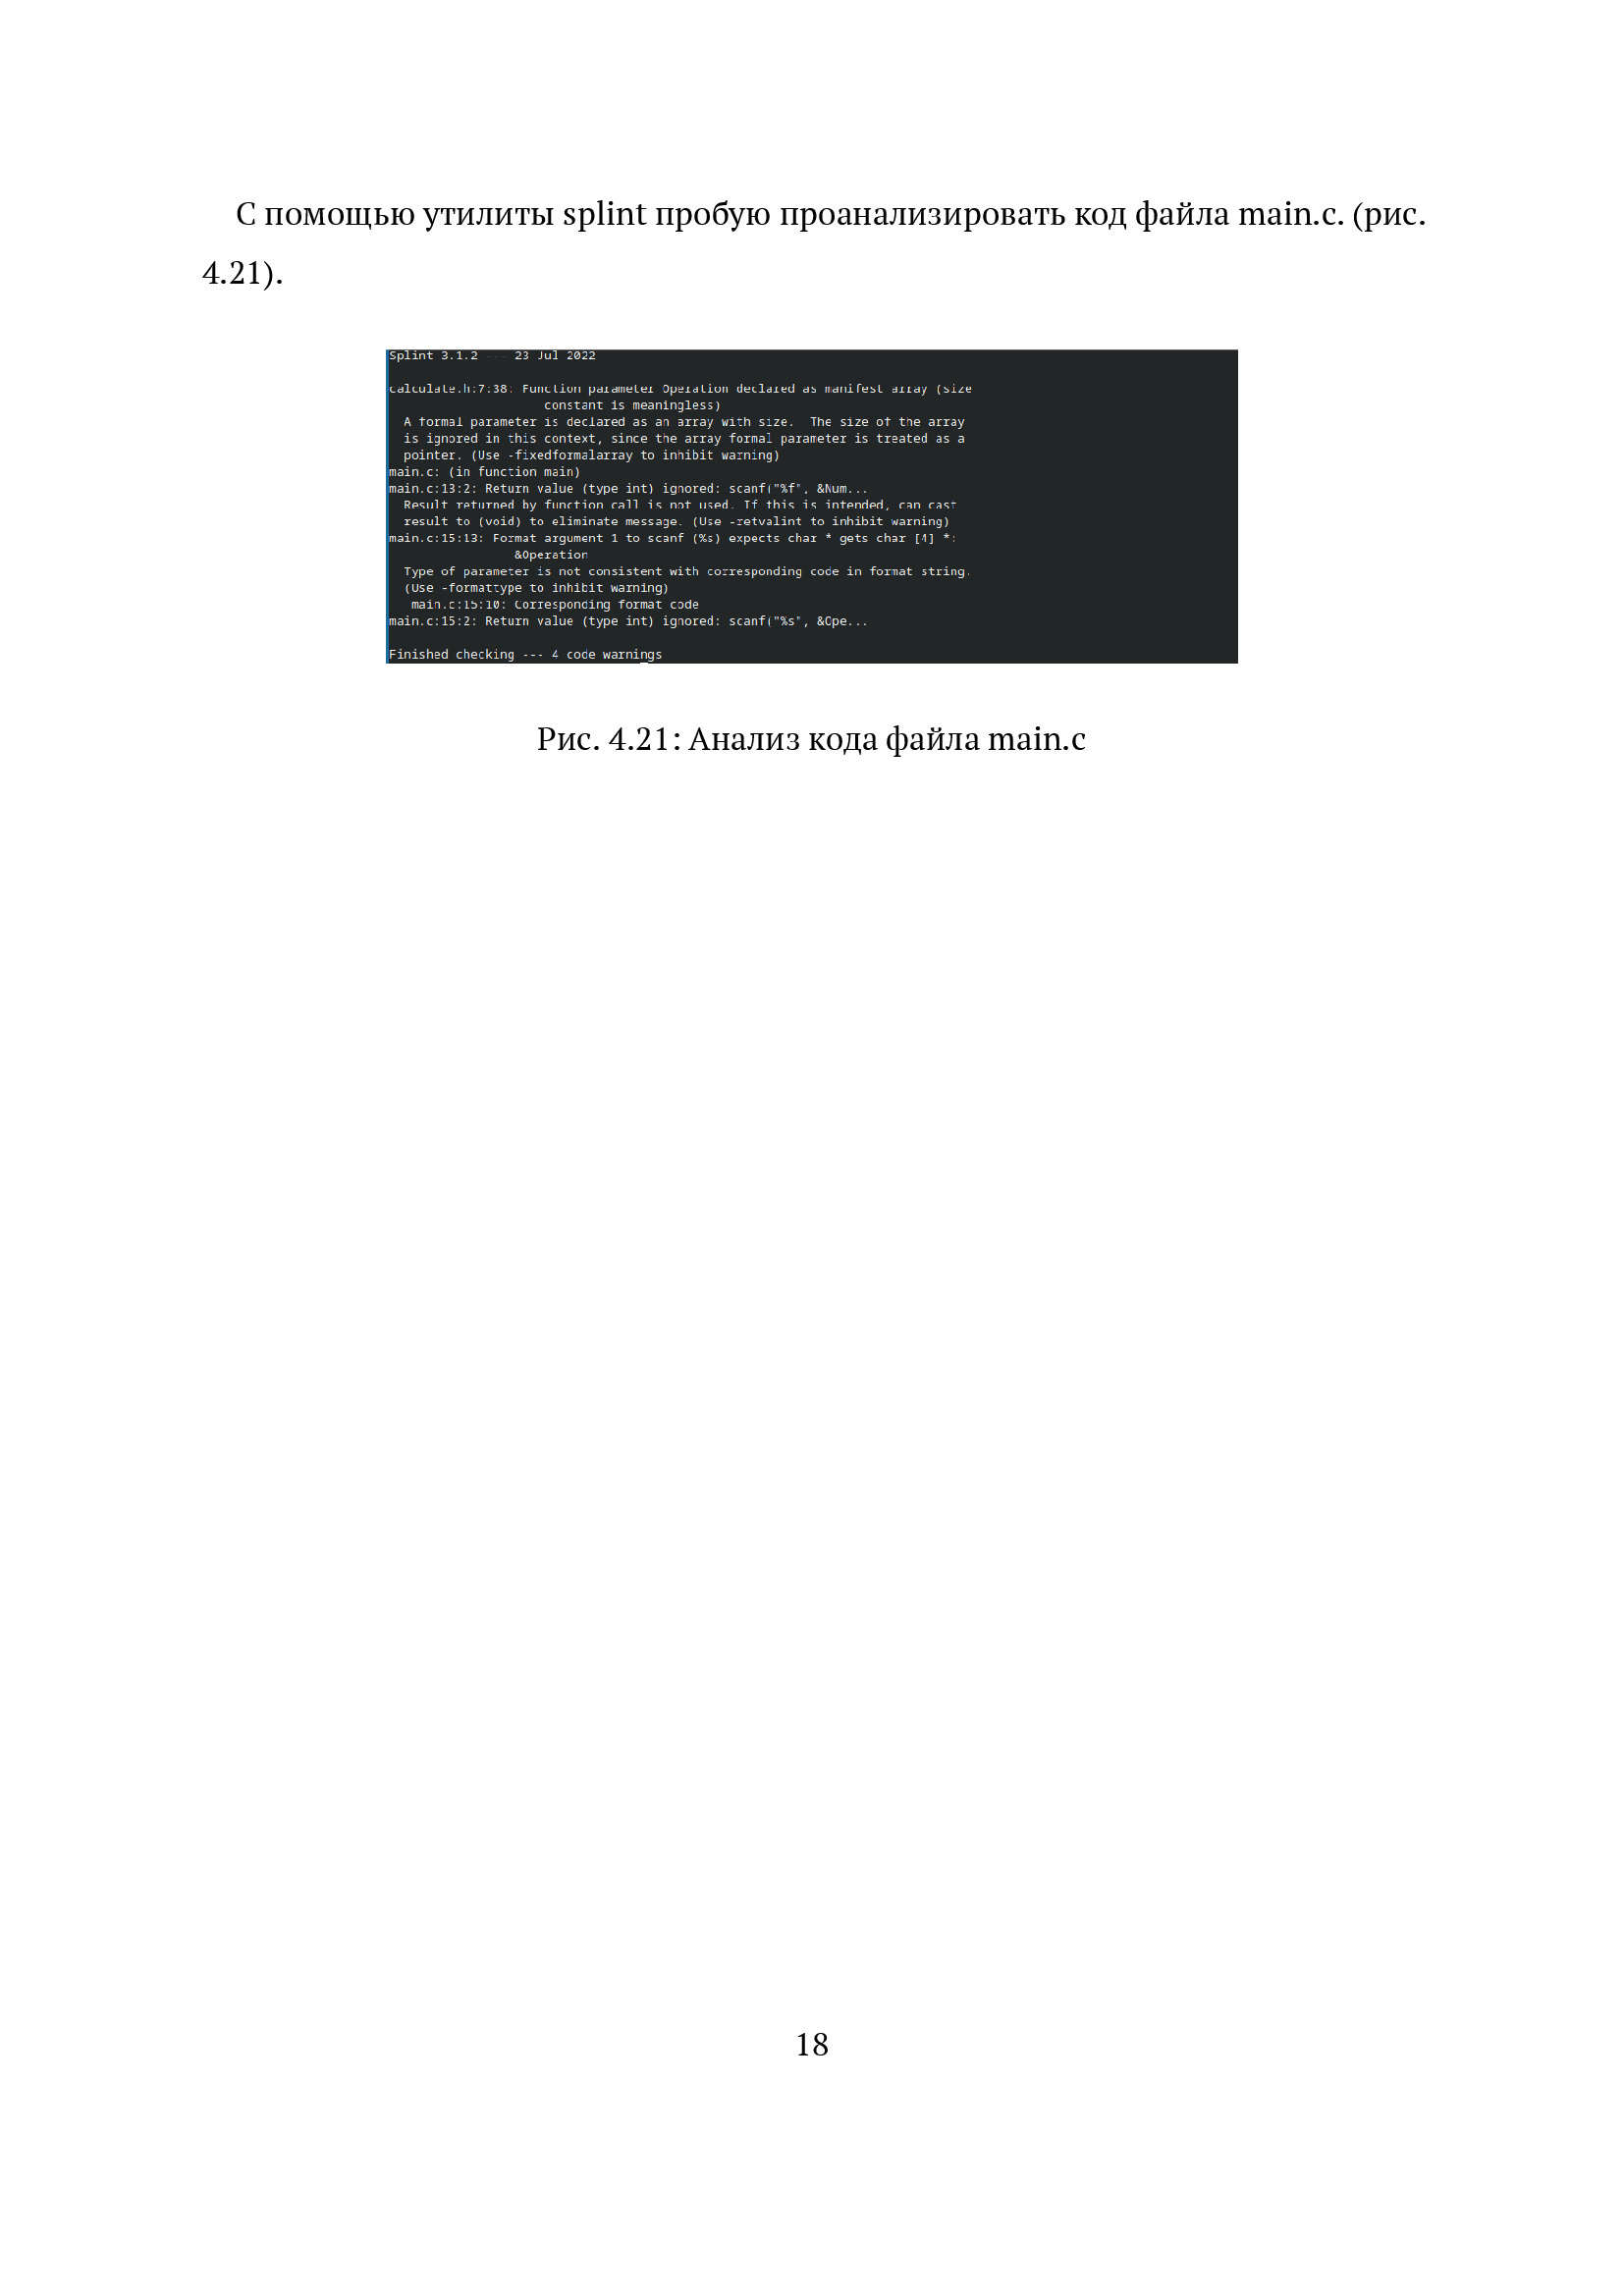 С помощью утилиты splint пробую проанализировать код файла main.c. (рис.
4.21).
Splint 3.1.2 --- 23 Jul 2022
calculate.h:7:38: Function parameter Operation declared as manifest array (size
constant is meaningless)
A formal parameter is declared as an array with size.  The size of the array
is ignored in this context, since the array formal parameter is treated as a
pointer. (Use -fixedformalarray to inhibit warning)
main.c: (in function main)
main.c:13:2: Return value (type int) ignored: scanf("%f", &Num...
Result returned by function call is not used. If this is intended, can cast
result to (void) to eliminate message. (Use -retvalint to inhibit warning)
main.c:15:13: Format argument 1 to scanf (%s) expects char * gets char [4] *:
&Operation
Type of parameter is not consistent with corresponding code in format string.
(Use -formattype to inhibit warning)
main.c:15:10: Corresponding format code
main.c:15:2: Return value (type int) ignored: scanf("%s", &Ope...
Finished checking --- 4 code warnings
Рис. 4.21: Анализ кода файла main.c
18